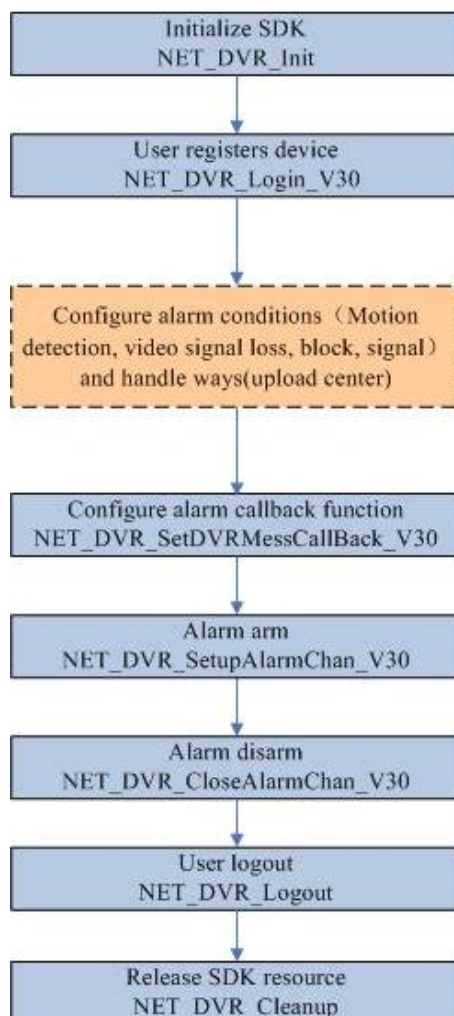 Initialize SDK
NET_DVR_Init
User registers device
NET_DVR_Login_V30
Configure alarm conditions（Motion
detection, video signal loss, block, signal）
and handle ways(upload center)
Configure alarm callback function
NET_DVR_SetDVRMessCallBack_V30
Alarm arm
NET_DVR_SetupAlarmChan_V30
Alarm disarm
NET_DVR_CloseAlarmChan_V30
User logout
NET_DVR_Logout
Release SDK resource
NET_DVR_Cleanup